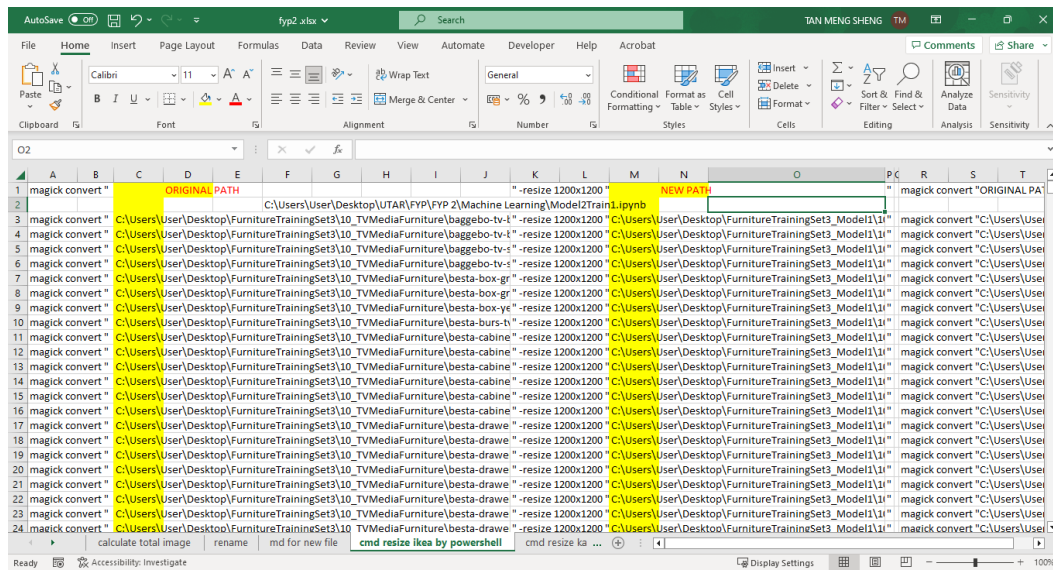 AutoSave Off fyp2.xlsx Search TAN MENG SHENG TM
File Home Insert Page Layout Formulas Data Review View Automate Developer Help Acrobat Comments Share
Calibri 11 A^ Aˇ Wrap Text General Insert
Paste B I U A Merge & Center % 9 Conditional Formatting Format as Table Cell Styles Delete Format Sort & Filter Find & Select Analyze Data Sensitivity
Clipboard Font Alignment Number Styles Cells Editing Analysis Sensitivity
O2 fx
A B C D E F G H I J K L M N O P R S T
1 magick convert " ORIGINAL PATH " -resize 1200x1200 " NEW PATH " magick convert "ORIGINAL PAT
2 C:\Users\User\Desktop\UTAR\FYP\FYP 2\Machine Learning\Model2Train1.ipynb
3 magick convert " C:\Users\User\Desktop\FurnitureTrainingSet3\10_TVMediaFurniture\baggebo-tv-b " -resize 1200x1200 " C:\Users\User\Desktop\FurnitureTrainingSet3_Model1\1( " magick convert "C:\Users\User
4 magick convert " C:\Users\User\Desktop\FurnitureTrainingSet3\10_TVMediaFurniture\baggebo-tv-b " -resize 1200x1200 " C:\Users\User\Desktop\FurnitureTrainingSet3_Model1\1( " magick convert "C:\Users\User
5 magick convert " C:\Users\User\Desktop\FurnitureTrainingSet3\10_TVMediaFurniture\baggebo-tv-s " -resize 1200x1200 " C:\Users\User\Desktop\FurnitureTrainingSet3_Model1\1( " magick convert "C:\Users\User
6 magick convert " C:\Users\User\Desktop\FurnitureTrainingSet3\10_TVMediaFurniture\baggebo-tv-s " -resize 1200x1200 " C:\Users\User\Desktop\FurnitureTrainingSet3_Model1\1( " magick convert "C:\Users\User
7 magick convert " C:\Users\User\Desktop\FurnitureTrainingSet3\10_TVMediaFurniture\besta-box-gr " -resize 1200x1200 " C:\Users\User\Desktop\FurnitureTrainingSet3_Model1\1( " magick convert "C:\Users\User
8 magick convert " C:\Users\User\Desktop\FurnitureTrainingSet3\10_TVMediaFurniture\besta-box-gr " -resize 1200x1200 " C:\Users\User\Desktop\FurnitureTrainingSet3_Model1\1( " magick convert "C:\Users\User
9 magick convert " C:\Users\User\Desktop\FurnitureTrainingSet3\10_TVMediaFurniture\besta-box-ye " -resize 1200x1200 " C:\Users\User\Desktop\FurnitureTrainingSet3_Model1\1( " magick convert "C:\Users\User
10 magick convert " C:\Users\User\Desktop\FurnitureTrainingSet3\10_TVMediaFurniture\besta-burs-tv " -resize 1200x1200 " C:\Users\User\Desktop\FurnitureTrainingSet3_Model1\1( " magick convert "C:\Users\User
11 magick convert " C:\Users\User\Desktop\FurnitureTrainingSet3\10_TVMediaFurniture\besta-cabine " -resize 1200x1200 " C:\Users\User\Desktop\FurnitureTrainingSet3_Model1\1( " magick convert "C:\Users\User
12 magick convert " C:\Users\User\Desktop\FurnitureTrainingSet3\10_TVMediaFurniture\besta-cabine " -resize 1200x1200 " C:\Users\User\Desktop\FurnitureTrainingSet3_Model1\1( " magick convert "C:\Users\User
13 magick convert " C:\Users\User\Desktop\FurnitureTrainingSet3\10_TVMediaFurniture\besta-cabine " -resize 1200x1200 " C:\Users\User\Desktop\FurnitureTrainingSet3_Model1\1( " magick convert "C:\Users\User
14 magick convert " C:\Users\User\Desktop\FurnitureTrainingSet3\10_TVMediaFurniture\besta-cabine " -resize 1200x1200 " C:\Users\User\Desktop\FurnitureTrainingSet3_Model1\1( " magick convert "C:\Users\User
15 magick convert " C:\Users\User\Desktop\FurnitureTrainingSet3\10_TVMediaFurniture\besta-cabine " -resize 1200x1200 " C:\Users\User\Desktop\FurnitureTrainingSet3_Model1\1( " magick convert "C:\Users\User
16 magick convert " C:\Users\User\Desktop\FurnitureTrainingSet3\10_TVMediaFurniture\besta-cabine " -resize 1200x1200 " C:\Users\User\Desktop\FurnitureTrainingSet3_Model1\1( " magick convert "C:\Users\User
17 magick convert " C:\Users\User\Desktop\FurnitureTrainingSet3\10_TVMediaFurniture\besta-drawe " -resize 1200x1200 " C:\Users\User\Desktop\FurnitureTrainingSet3_Model1\1( " magick convert "C:\Users\User
18 magick convert " C:\Users\User\Desktop\FurnitureTrainingSet3\10_TVMediaFurniture\besta-drawe " -resize 1200x1200 " C:\Users\User\Desktop\FurnitureTrainingSet3_Model1\1( " magick convert "C:\Users\User
19 magick convert " C:\Users\User\Desktop\FurnitureTrainingSet3\10_TVMediaFurniture\besta-drawe " -resize 1200x1200 " C:\Users\User\Desktop\FurnitureTrainingSet3_Model1\1( " magick convert "C:\Users\User
20 magick convert " C:\Users\User\Desktop\FurnitureTrainingSet3\10_TVMediaFurniture\besta-drawe " -resize 1200x1200 " C:\Users\User\Desktop\FurnitureTrainingSet3_Model1\1( " magick convert "C:\Users\User
21 magick convert " C:\Users\User\Desktop\FurnitureTrainingSet3\10_TVMediaFurniture\besta-drawe " -resize 1200x1200 " C:\Users\User\Desktop\FurnitureTrainingSet3_Model1\1( " magick convert "C:\Users\User
22 magick convert " C:\Users\User\Desktop\FurnitureTrainingSet3\10_TVMediaFurniture\besta-drawe " -resize 1200x1200 " C:\Users\User\Desktop\FurnitureTrainingSet3_Model1\1( " magick convert "C:\Users\User
23 magick convert " C:\Users\User\Desktop\FurnitureTrainingSet3\10_TVMediaFurniture\besta-drawe " -resize 1200x1200 " C:\Users\User\Desktop\FurnitureTrainingSet3_Model1\1( " magick convert "C:\Users\User
24 magick convert " C:\Users\User\Desktop\FurnitureTrainingSet3\10_TVMediaFurniture\besta-drawe " -resize 1200x1200 " C:\Users\User\Desktop\FurnitureTrainingSet3_Model1\1( " magick convert "C:\Users\User
calculate total image rename md for new file cmd resize ikea by powershell cmd resize ka ...
Ready Accessibility: Investigate Display Settings 100%